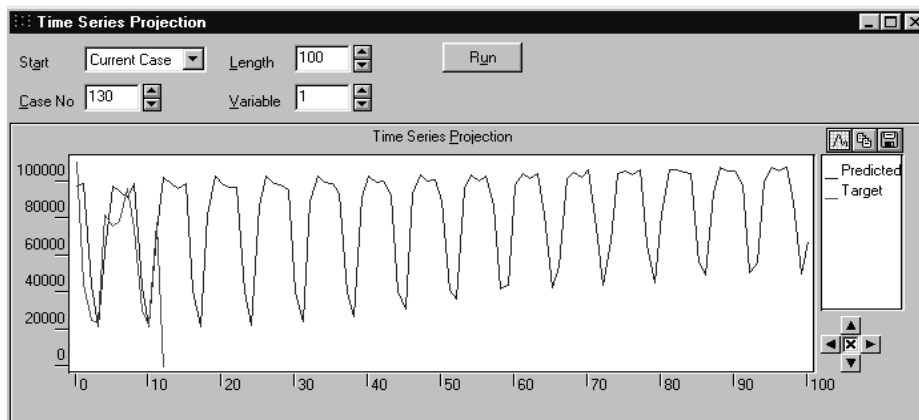 Time Series Projection
Start Current Case Length 100 Run
Case No 130 Variable 1
Time Series Projection
Predicted
Target
100000
80000
60000
40000
20000
0
0 10 20 30 40 50 60 70 80 90 100